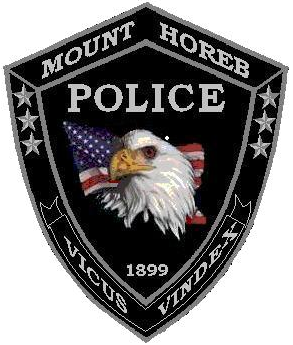 MOUNT HOREB
POLICE
1899
VICUS VINDEX